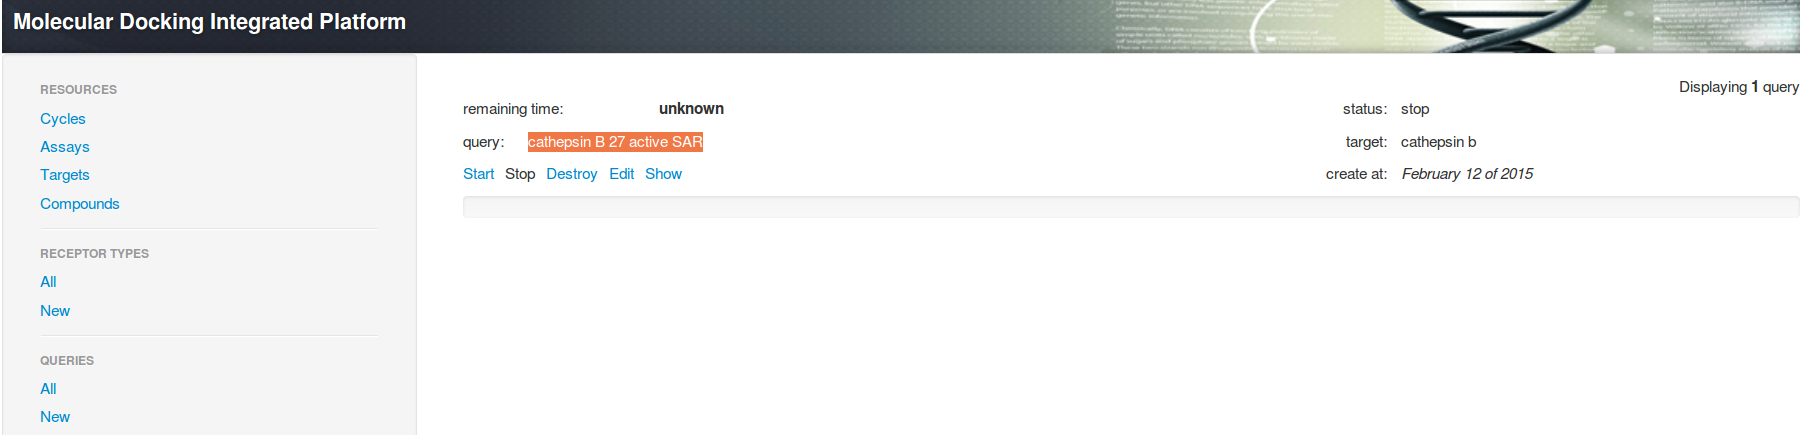 Molecular Docking Integrated Platform
RESOURCES
Cycles
Assays
Targets
Compounds
RECEPTOR TYPES
All
New
QUERIES
All
New
Displaying 1 query
remaining time: unknown status: stop
query: cathepsin B 27 active SAR target: cathepsin b
Start Stop Destroy Edit Show create at: February 12 of 2015